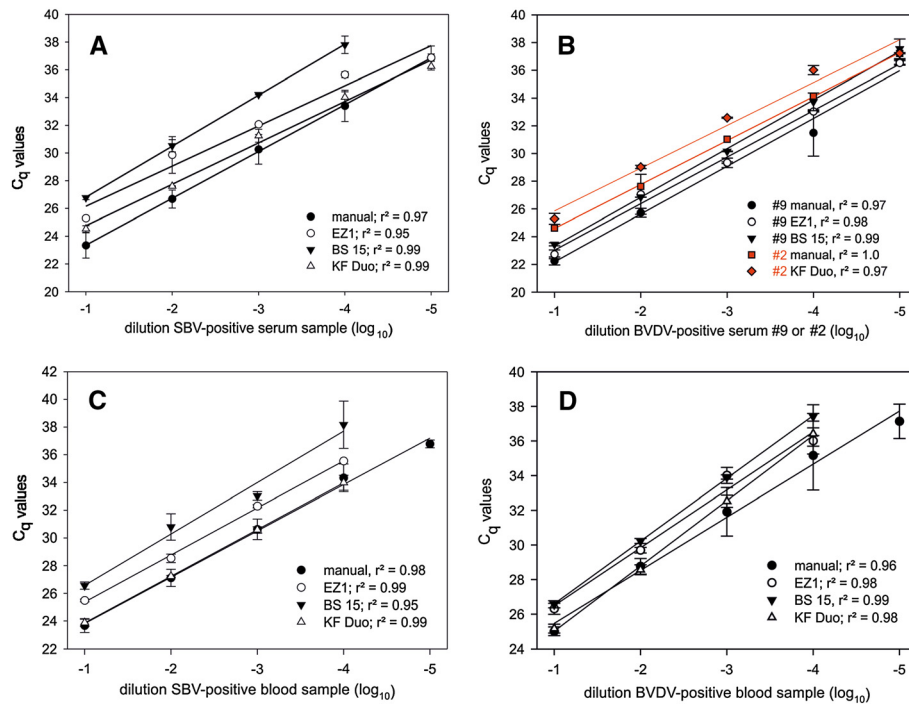 A
40
38
36
34
32
30
28
26
24
22
20
Cq values
manual; r² = 0.97
EZ1; r² = 0.95
BS 15; r² = 0.99
KF Duo; r² = 0.99
-1 -2 -3 -4 -5
dilution SBV-positive serum sample (log10)
B
40
38
36
34
32
30
28
26
24
22
20
Cq values
#9 manual, r² = 0.97
#9 EZ1, r² = 0.98
#9 BS 15, r² = 0.99
#2 manual, r² = 1.0
#2 KF Duo, r² = 0.97
-1 -2 -3 -4 -5
dilution BVDV-positive serum #9 or #2 (log10)
C
42
40
38
36
34
32
30
28
26
24
22
Cq values
manual, r² = 0.98
EZ1; r² = 0.99
BS 15; r² = 0.95
KF Duo; r² = 0.99
-1 -2 -3 -4 -5
dilution SBV-positive blood sample (log10)
D
40
38
36
34
32
30
28
26
24
Cq values
manual; r² = 0.96
EZ1; r² = 0.98
BS 15, r² = 0.99
KF Duo; r² = 0.98
-1 -2 -3 -4 -5
dilution BVDV-positive blood sample (log10)